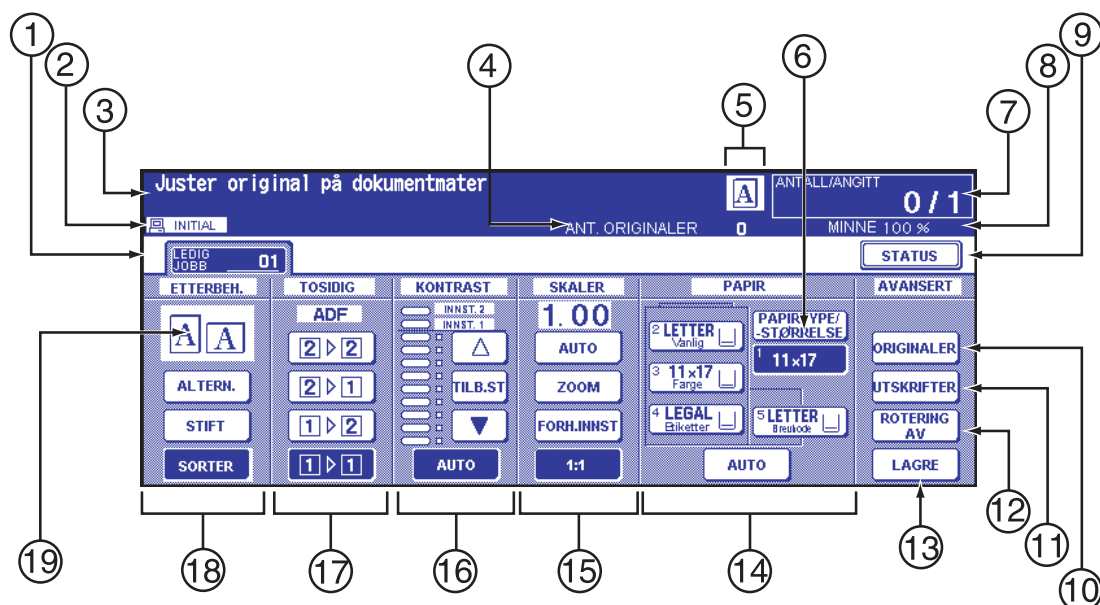 1
2
3
4
5
6
7
8
9
Juster original på dokumentmater
A
ANTALL/ANGITT
0 / 1
INITIAL
ANT. ORIGINALER 0
MINNE 100 %
LEDIG
JOBB 01
STATUS
ETTERBEH.
TOSIDIG
KONTRAST
SKALER
PAPIR
AVANSERT
A A
ALTERN.
STIFT
SORTER
ADF
2 ▷ 2
2 ▷ 1
1 ▷ 2
1 ▷ 1
INNST. 2
INNST. 1
TILB.ST
AUTO
1.00
AUTO
ZOOM
FORH.INNST
1:1
2 LETTER
Vanlig
3 11×17
Farge
4 LEGAL
Etiketter
PAPIRTYPE/
-STØRRELSE
1 11×17
5 LETTER
AUTO
ORIGINALER
UTSKRIFTER
ROTERING
AV
LAGRE
19
18
17
16
15
14
13
12
11
10